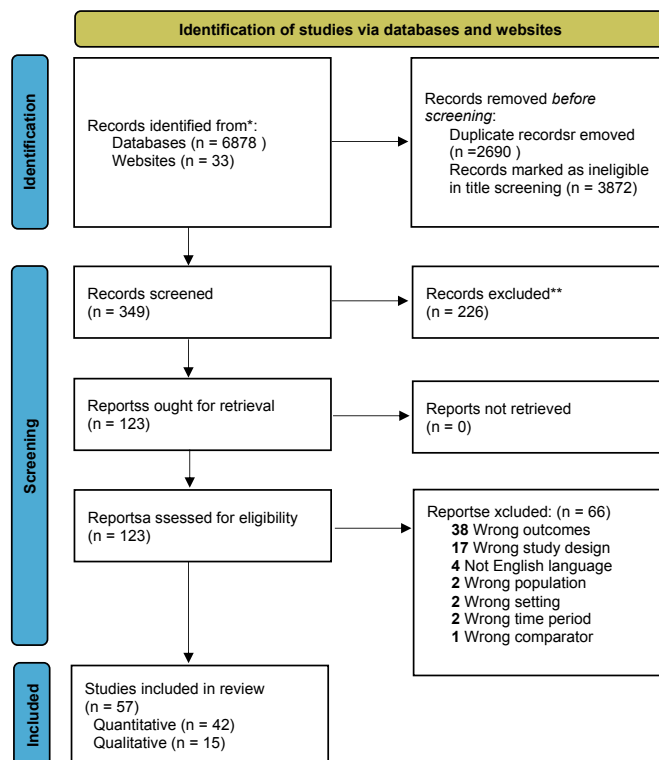 Identification of studies via databases and websites
Identification
Records identified from*:
Databases (n = 6878 )
Websites (n = 33)
Records removed before
screening:
Duplicate recordsr emoved
(n =2690 )
Records marked as ineligible
in title screening (n = 3872)
Screening
Records screened
(n = 349)
Records excluded**
(n = 226)
Reportss ought for retrieval
(n = 123)
Reports not retrieved
(n = 0)
Reportsa ssessed for eligibility
(n = 123)
Reportse xcluded: (n = 66)
38 Wrong outcomes
17 Wrong study design
4 Not English language
2 Wrong population
2 Wrong setting
2 Wrong time period
1 Wrong comparator
Included
Studies included in review
(n = 57)
Quantitative (n = 42)
Qualitative (n = 15)